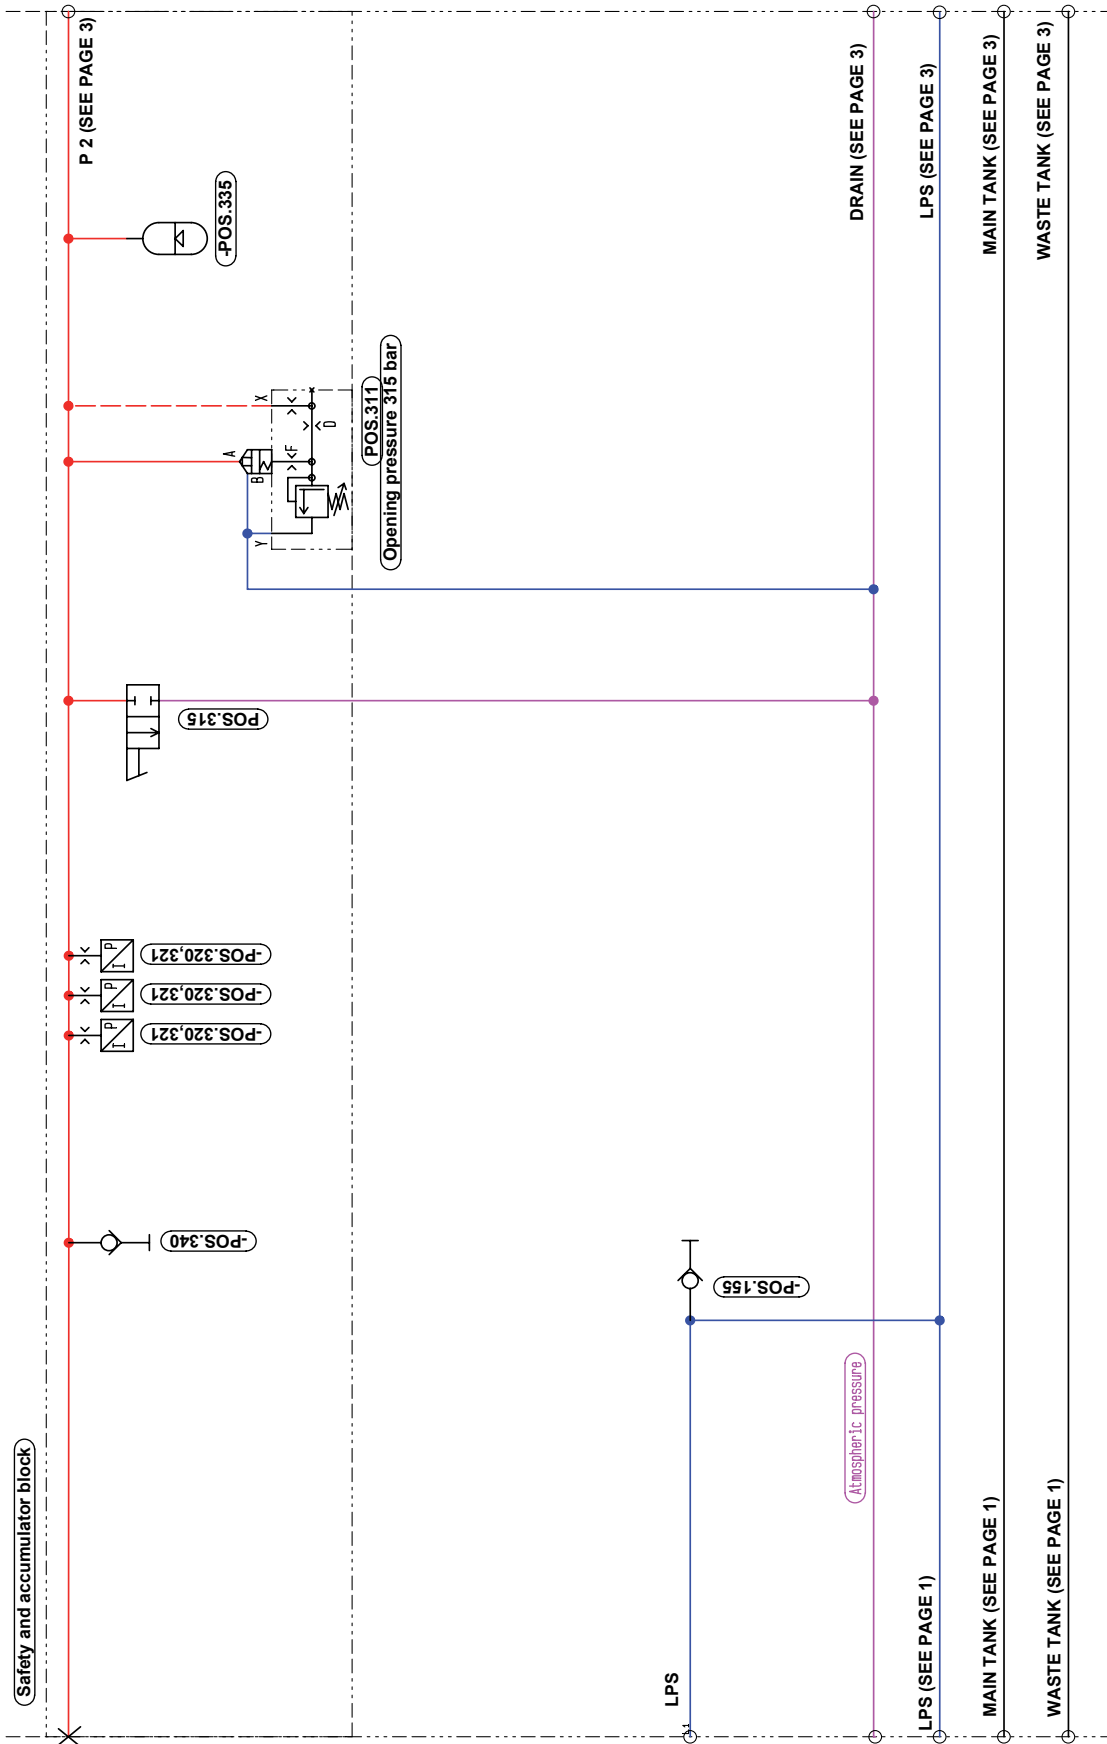 Safety and accumulator block
P 2 (SEE PAGE 3)
-POS.335
X
A
B
F
D
Y
POS.311
Opening pressure 315 bar
POS.315
P
I
-POS.320,321
P
I
-POS.320,321
P
I
-POS.320,321
-POS.340
-POS.155
LPS
Atmospheric pressure
DRAIN (SEE PAGE 3)
LPS (SEE PAGE 1)
LPS (SEE PAGE 3)
MAIN TANK (SEE PAGE 1)
MAIN TANK (SEE PAGE 3)
WASTE TANK (SEE PAGE 1)
WASTE TANK (SEE PAGE 3)